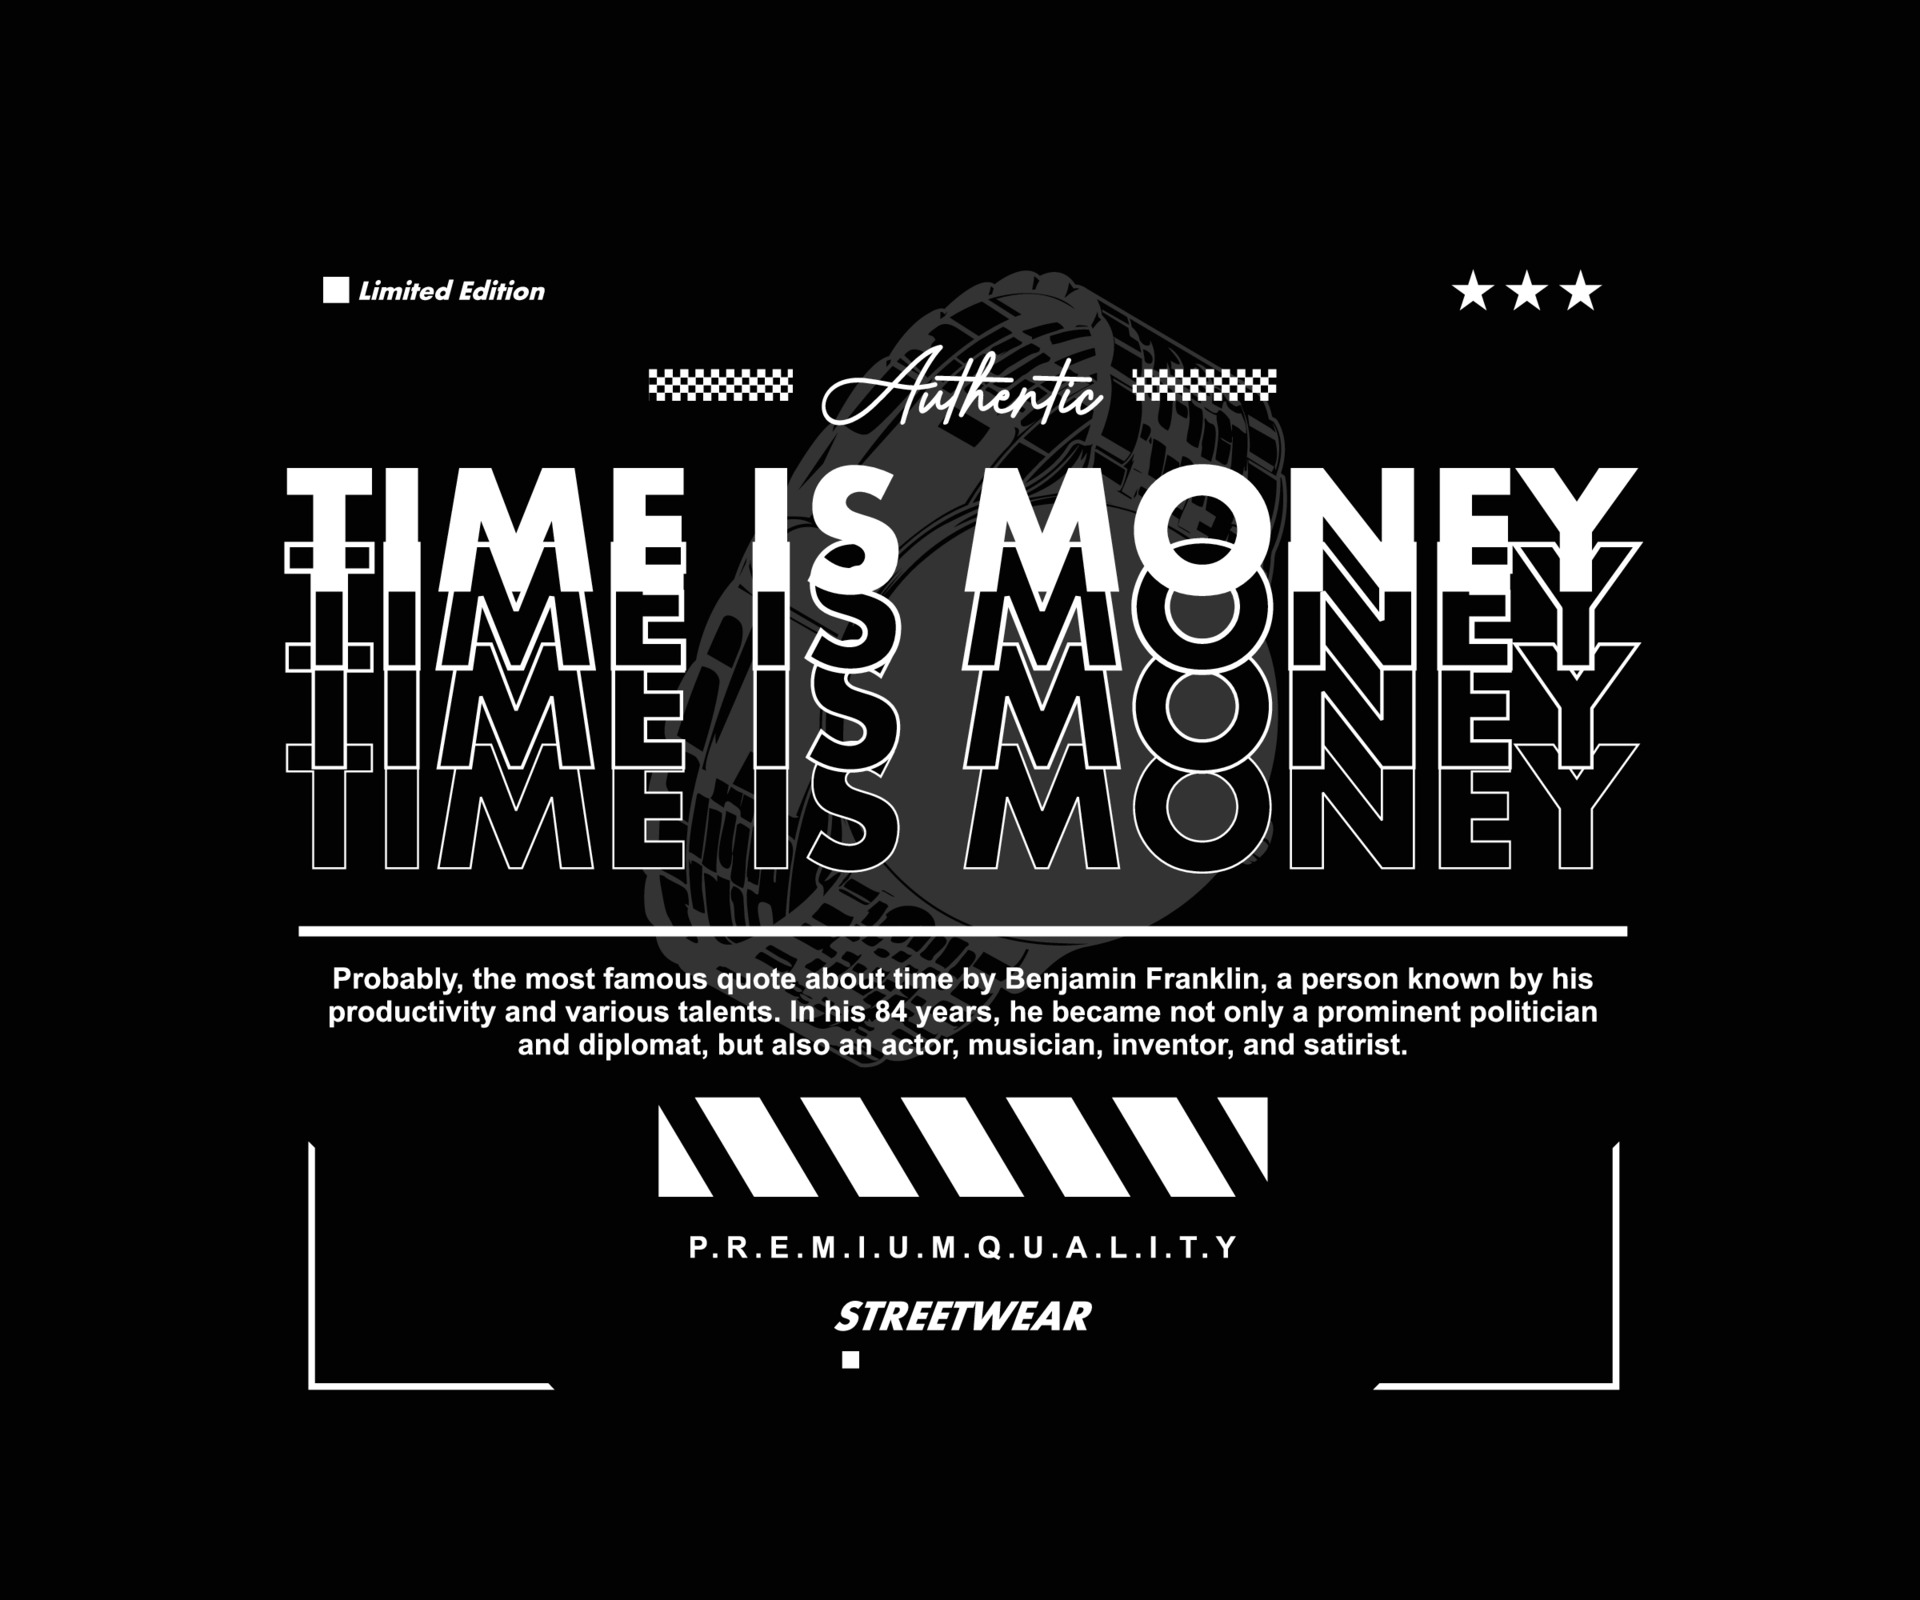 Limited Edition
Authentic
TIME IS MONEY
TIME IS MONEY
TIME IS MONEY
TIME IS MONEY
Probably, the most famous quote about time by Benjamin Franklin, a person known by his
productivity and various talents. In his 84 years, he became not only a prominent politician
and diplomat, but also an actor, musician, inventor, and satirist.
P.R.E.M.I.U.M.Q.U.A.L.I.T.Y
STREETWEAR